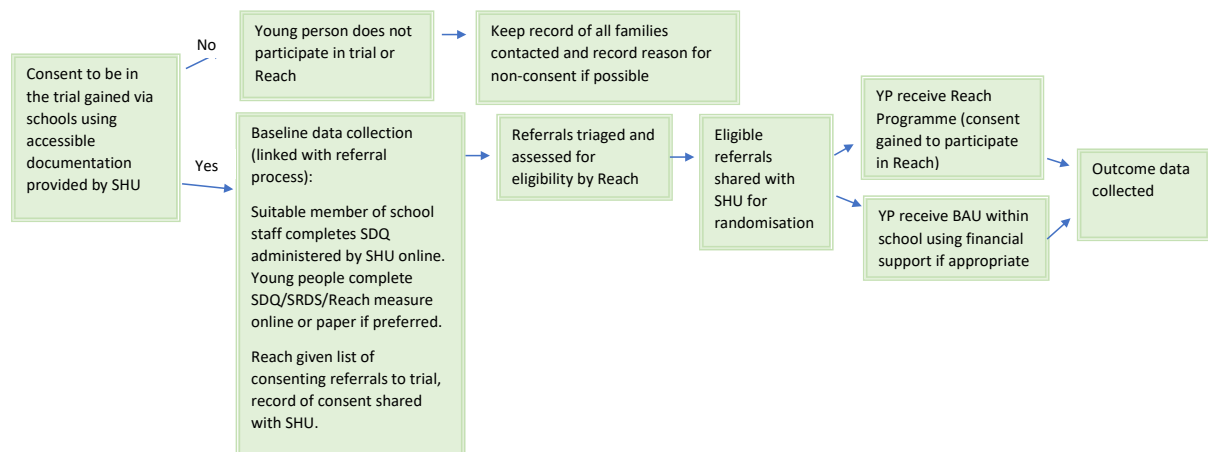 Consent to be in
the trial gained via
schools using
accessible
documentation
provided by SHU
No
Young person does not
participate in trial or
Reach
Keep record of all families
contacted and record reason for
non-consent if possible
Yes
Baseline data collection
(linked with referral
process):
Suitable member of school
staff completes SDQ
administered by SHU online.
Young people complete
SDQ/SRDS/Reach measure
online or paper if preferred.
Reach given list of
consenting referrals to trial,
record of consent shared
with SHU.
Referrals triaged and
assessed for
eligibility by Reach
Eligible
referrals
shared with
SHU for
randomisation
YP receive Reach
Programme (consent
gained to participate
in Reach)
YP receive BAU within
school using financial
support if appropriate
Outcome data
collected